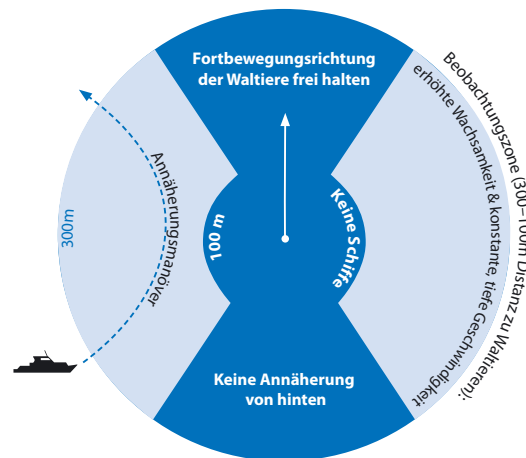 Fortbewegungsrichtung
der Waltiere frei halten
Beobachtungszone (300–100m Distanz zu Waltieren):
erhöhte Wachsamkeit & konstante, tiefe Geschwindigkeit
Annäherungsmanöver
300m
100 m
Keine Schiffe
Keine Annäherung
von hinten